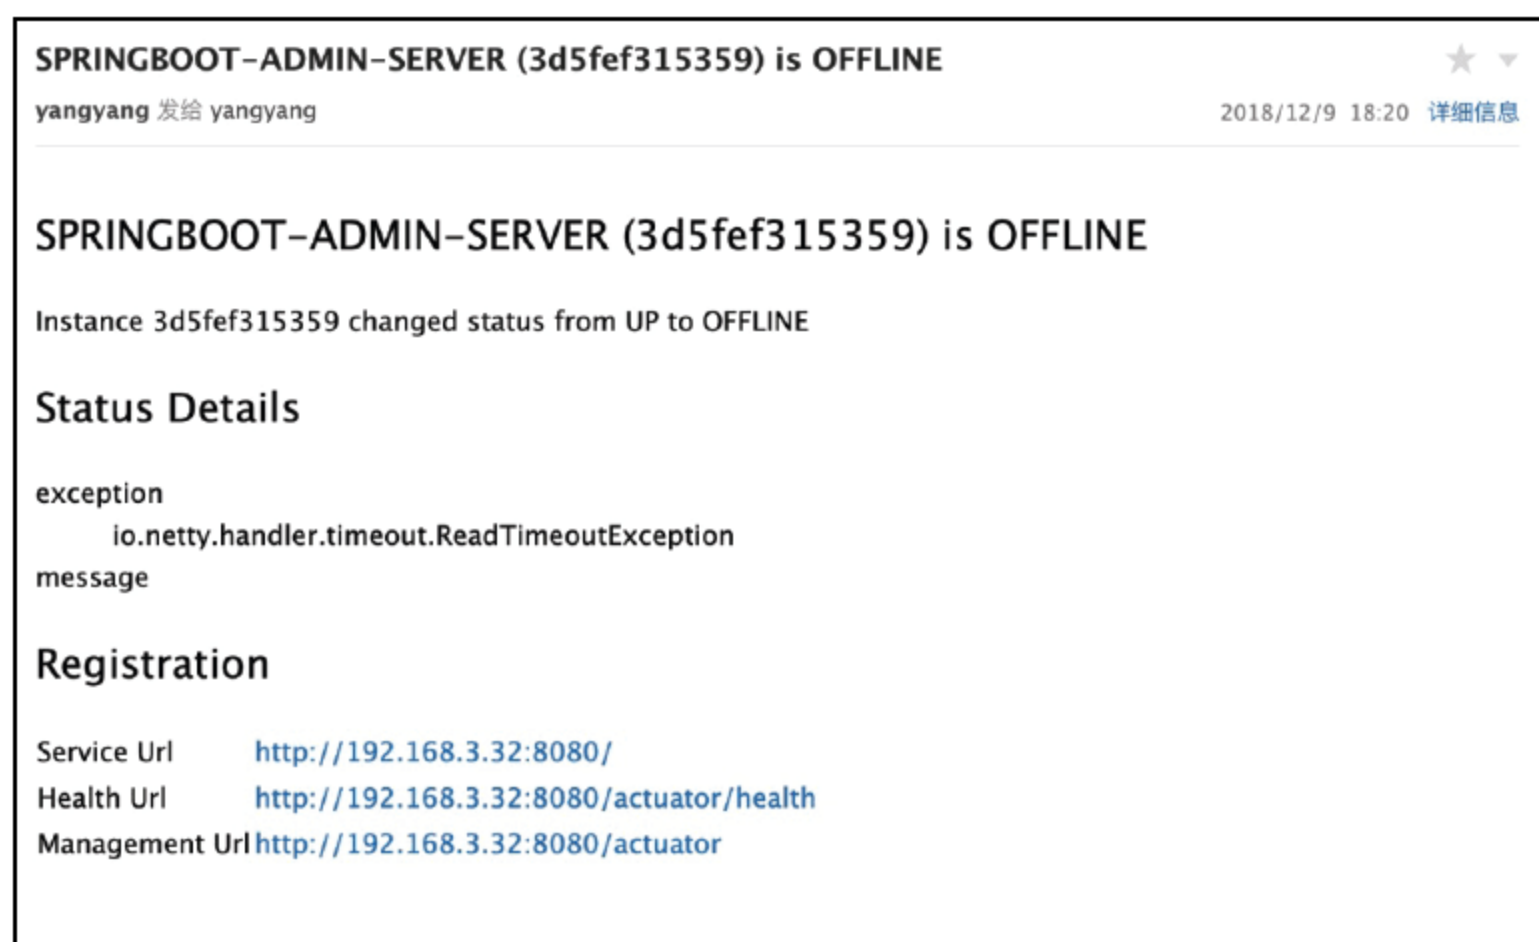 SPRINGBOOT-ADMIN-SERVER (3d5fef315359) is OFFLINE
yangyang 发给 yangyang 2018/12/9 18:20 详细信息
SPRINGBOOT-ADMIN-SERVER (3d5fef315359) is OFFLINE
Instance 3d5fef315359 changed status from UP to OFFLINE
Status Details
exception
io.netty.handler.timeout.ReadTimeoutException
message
Registration
Service Url http://192.168.3.32:8080/
Health Url http://192.168.3.32:8080/actuator/health
Management Url http://192.168.3.32:8080/actuator